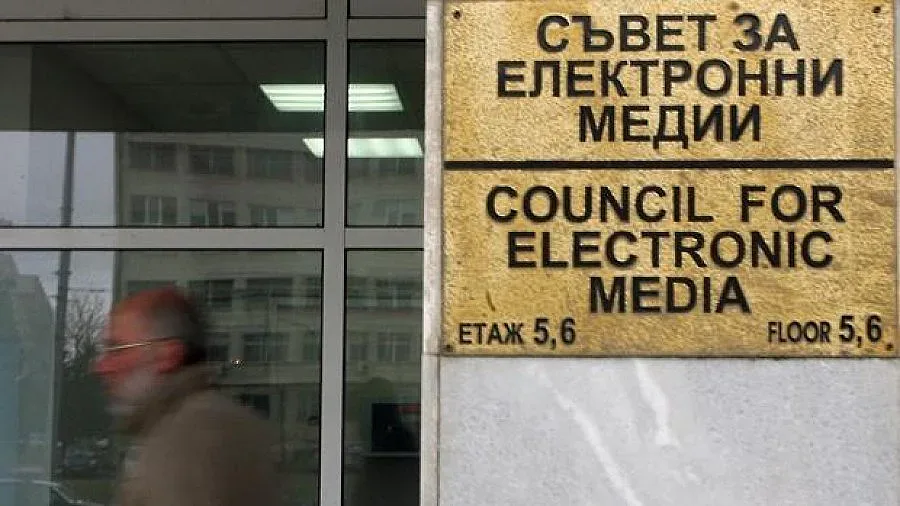 СЪВЕТ ЗА
ЕЛЕКТРОННИ
МЕДИИ
COUNCIL FOR
ELECTRONIC
MEDIA
ЕТАЖ 5,6
FLOOR 5,6